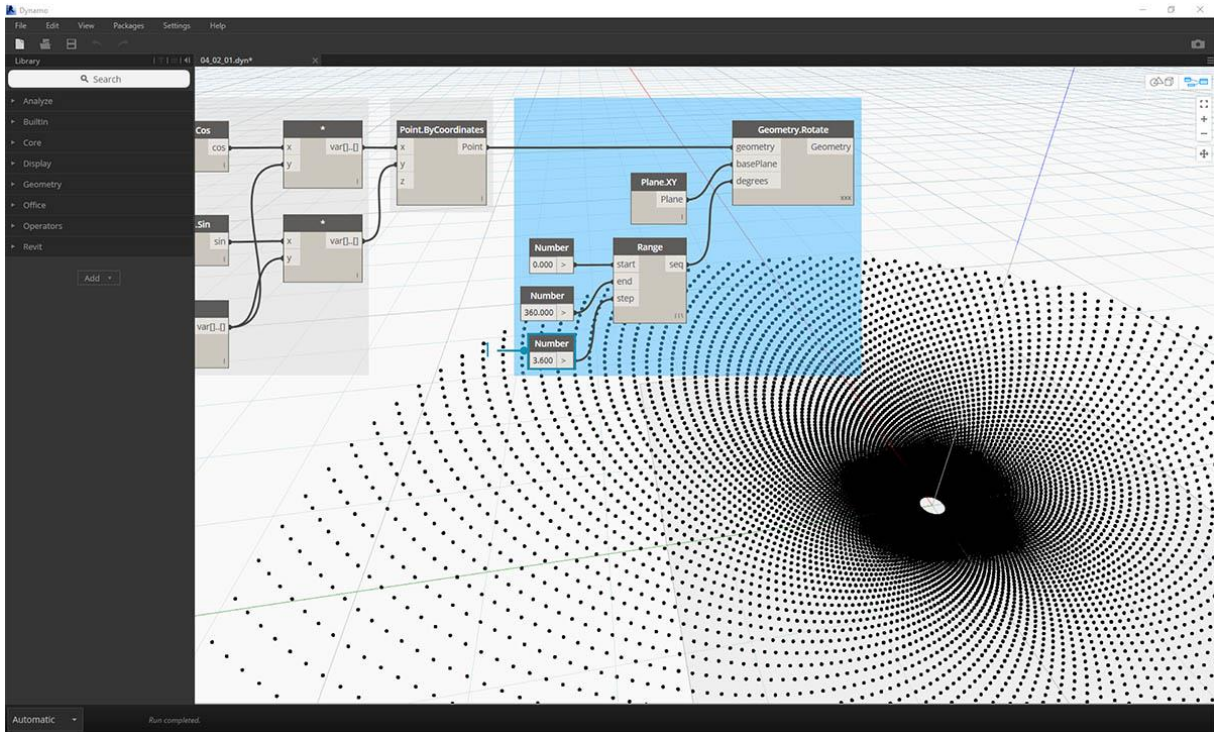 Dynamo
File Edit View Packages Settings Help
Library
04_02_01.dyn*
Search
Analyze
BuiltIn
Core
Display
Geometry
Office
Operators
Revit
Add +
Cos
cos
*
x var[]..[]
y
l
Point.ByCoordinates
x Point
y
z
l
.Sin
sin
*
x var[]..[]
y
l
var[]..[]
l
Geometry.Rotate
geometry Geometry
basePlane
degrees
xxx
Plane.XY
Plane
l
Number
0.000 >
Range
start seq
end
step
Number
360.000 >
1
Number
3.600 >
Automatic
Run completed.